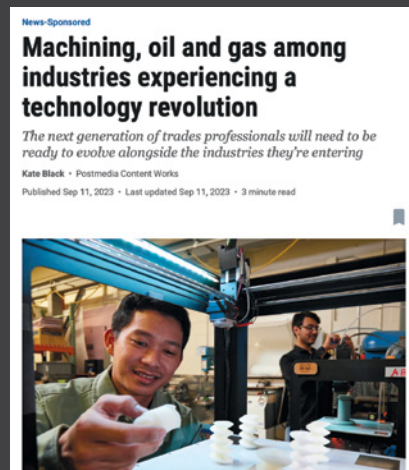 News-Sponsored
Machining, oil and gas among
industries experiencing a
technology revolution
The next generation of trades professionals will need to be
ready to evolve alongside the industries they're entering
Kate Black • Postmedia Content Works
Published Sep 11, 2023 • Last updated Sep 11, 2023 • 3 minute read